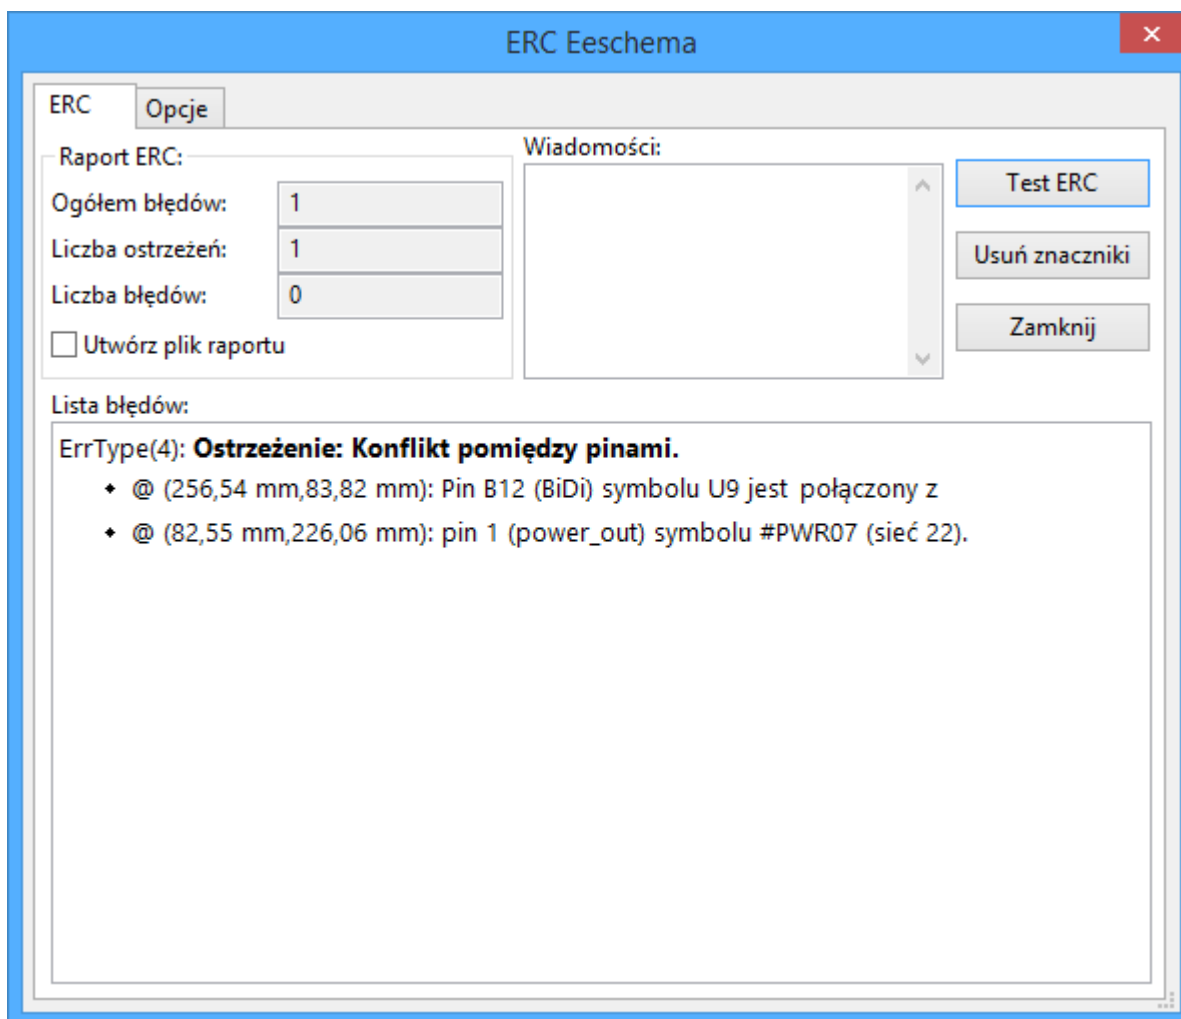 ERC Eeschema
ERC
Opcje
Raport ERC:
Ogółem błędów: 1
Liczba ostrzeżeń: 1
Liczba błędów: 0
Utwórz plik raportu
Wiadomości:
Test ERC
Usuń znaczniki
Zamknij
Lista błędów:
ErrType(4): Ostrzeżenie: Konflikt pomiędzy pinami.
@ (256,54 mm,83,82 mm): Pin B12 (BiDi) symbolu U9 jest połączony z
@ (82,55 mm,226,06 mm): pin 1 (power_out) symbolu #PWR07 (sieć 22).